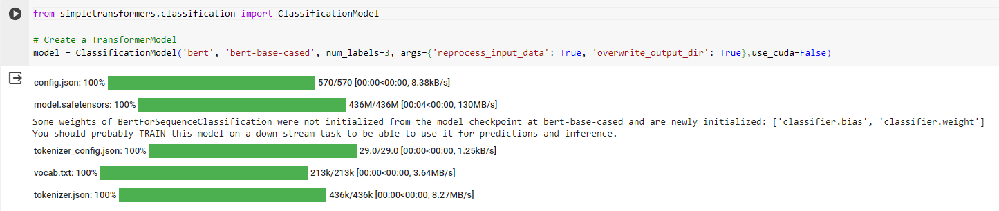 from simpletransformers.classification import ClassificationModel
# Create a TransformerModel
model = ClassificationModel('bert', 'bert-base-cased', num_labels=3, args={'reprocess_input_data': True, 'overwrite_output_dir': True},use_cuda=False)
config.json: 100% 570/570 [00:00<00:00, 8.38kB/s]
model.safetensors: 100% 436M/436M [00:04<00:00, 130MB/s]
Some weights of BertForSequenceClassification were not initialized from the model checkpoint at bert-base-cased and are newly initialized: ['classifier.bias', 'classifier.weight']
You should probably TRAIN this model on a down-stream task to be able to use it for predictions and inference.
tokenizer_config.json: 100% 29.0/29.0 [00:00<00:00, 1.25kB/s]
vocab.txt: 100% 213k/213k [00:00<00:00, 3.64MB/s]
tokenizer.json: 100% 436k/436k [00:00<00:00, 8.27MB/s]